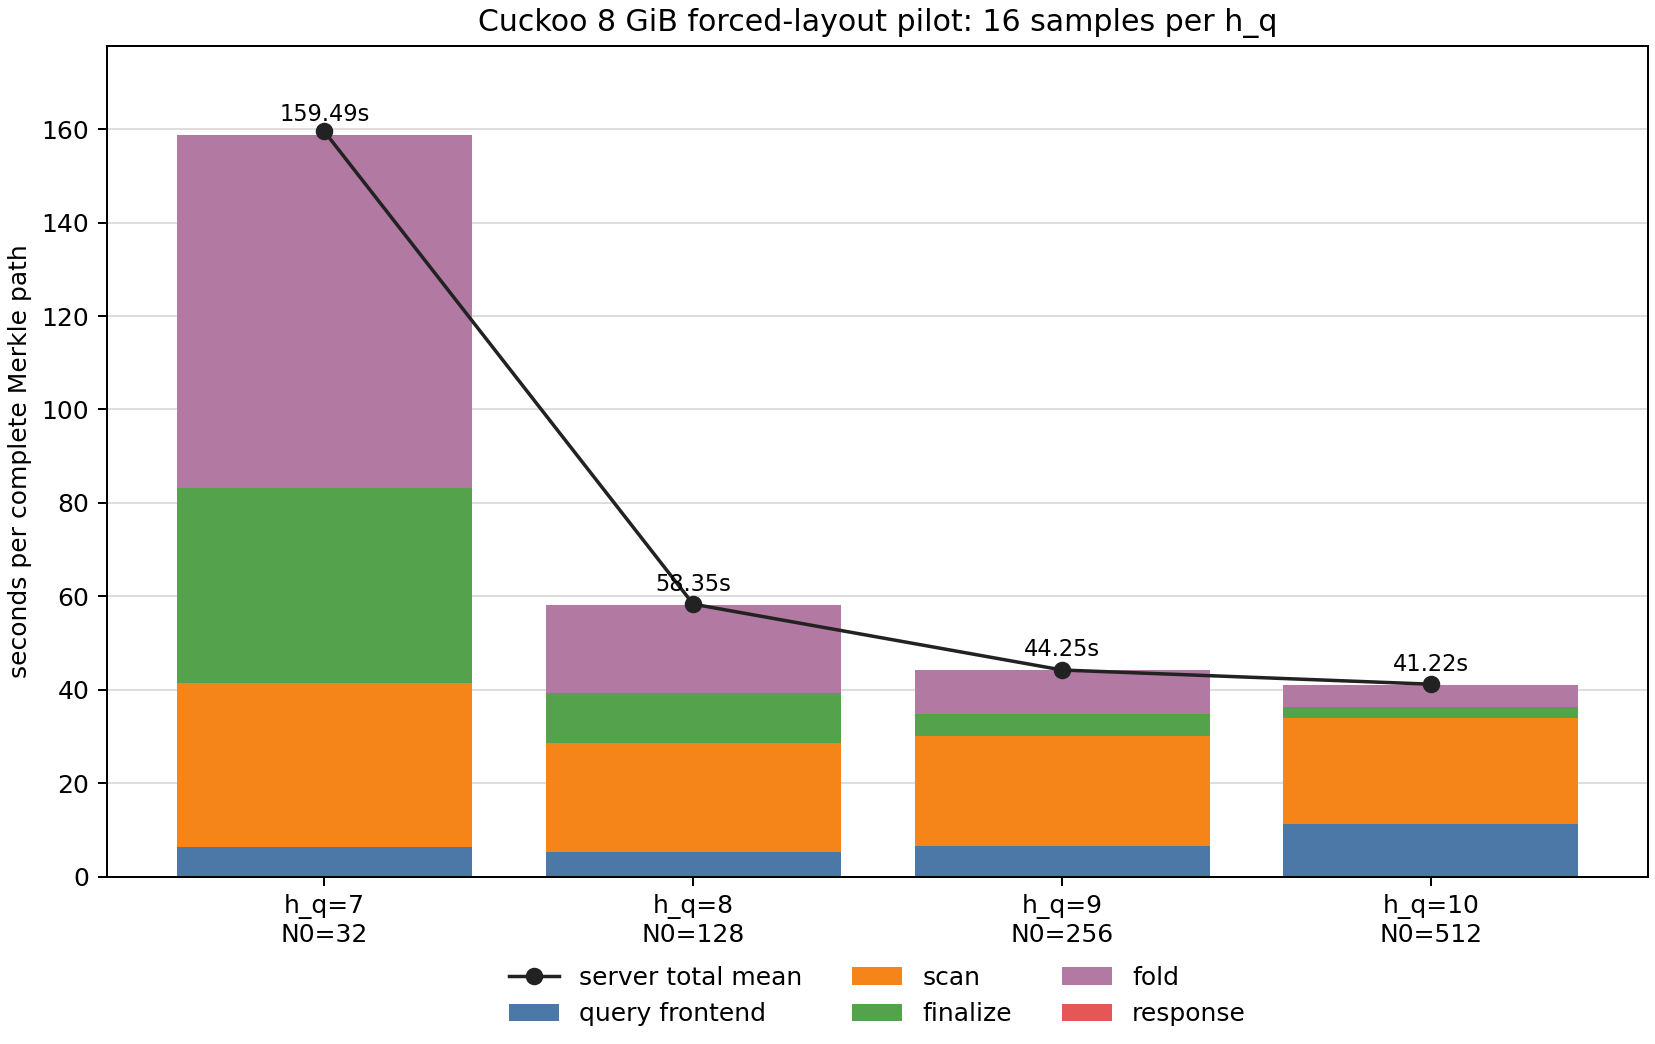 Cuckoo 8 GiB forced-layout pilot: 16 samples per h_q
seconds per complete Merkle path
160
140
120
100
80
60
40
20
0
159.49s
58.35s
44.25s
41.22s
h_q=7
N0=32
h_q=8
N0=128
h_q=9
N0=256
h_q=10
N0=512
server total mean
query frontend
scan
finalize
fold
response